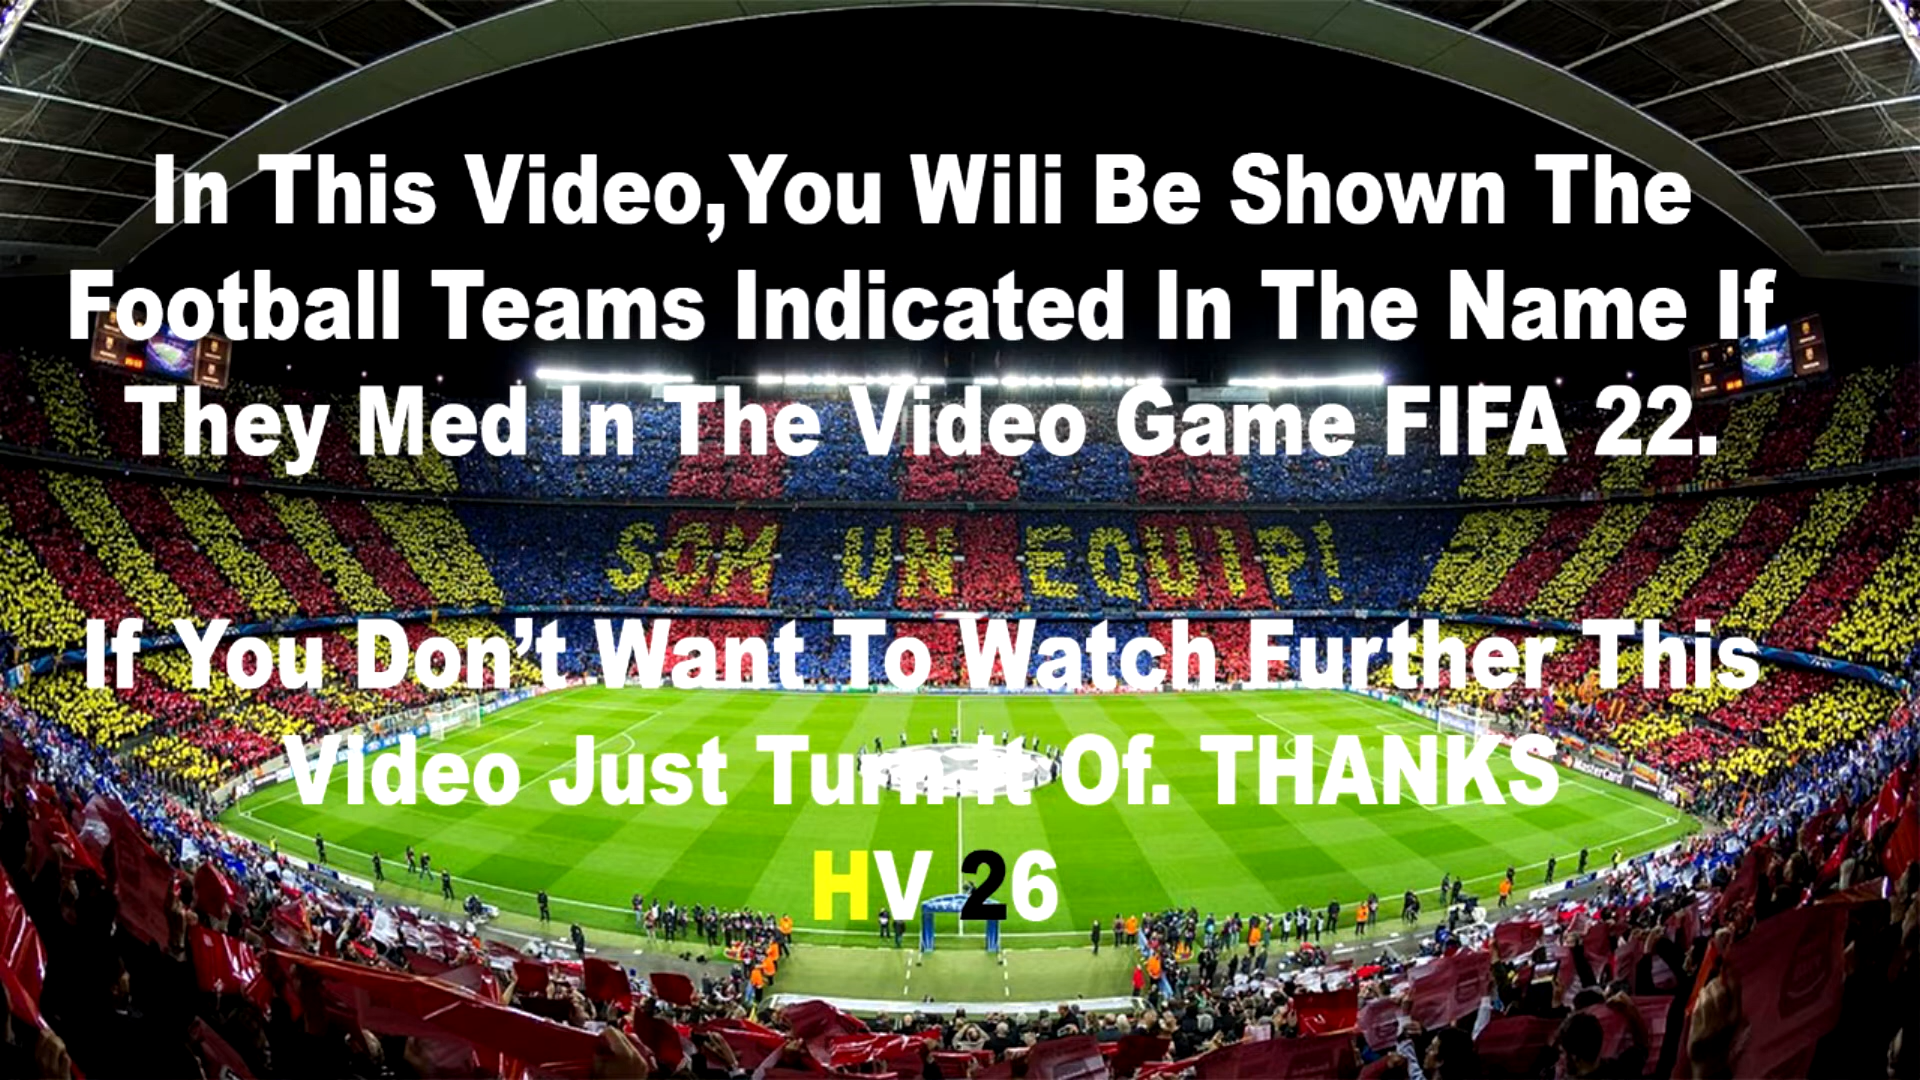 In This Video,You Wili Be Shown The
Football Teams Indicated In The Name If
They Med In The Video Game FIFA 22.
SOM UN EQUIP!
If You Don’t Want To Watch Further This
Video Just Turn It Of. THANKS
MasterCard
HV 26